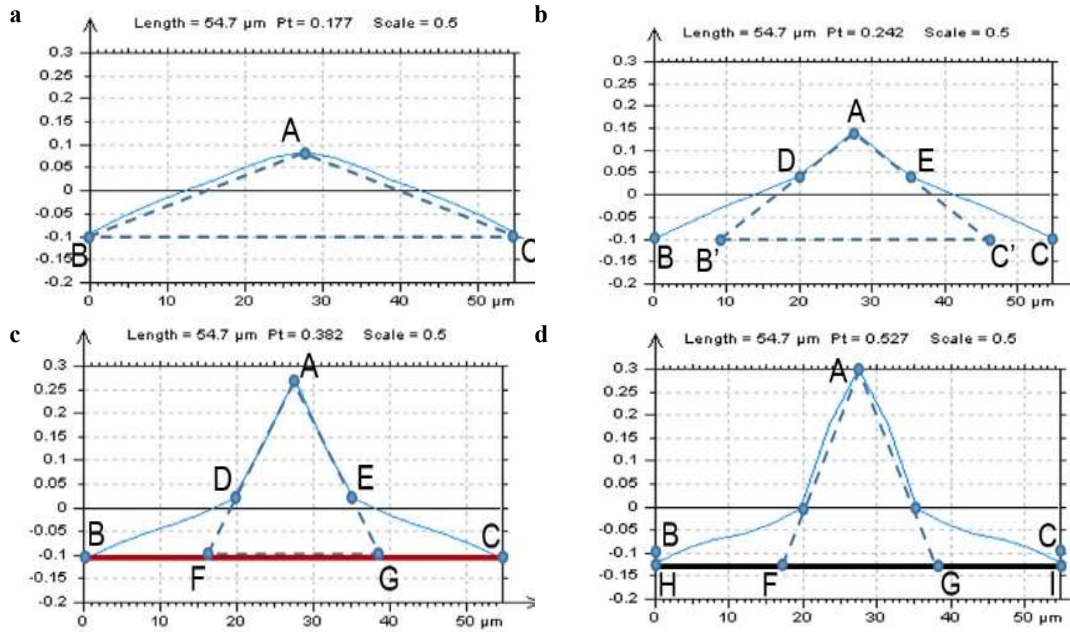 a
Length = 54.7 µm Pt = 0.177 Scale = 0.5
0.3
0.25
0.2
0.15
0.1
0.05
0
-0.05
-0.1
-0.15
-0.2
A
B
C
0 10 20 30 40 50 µm
b
Length = 54.7 µm Pt = 0.242 Scale = 0.5
0.3
0.25
0.2
0.15
0.1
0.05
0
-0.05
-0.1
-0.15
-0.2
A
D E
B B' C' C
0 10 20 30 40 50 µm
c
Length = 54.7 µm Pt = 0.382 Scale = 0.5
0.3
0.25
0.2
0.15
0.1
0.05
0
-0.05
-0.1
-0.15
-0.2
A
D E
B C
F G
0 10 20 30 40 50 µm
d
Length = 54.7 µm Pt = 0.527 Scale = 0.5
0.3
0.25
0.2
0.15
0.1
0.05
0
-0.05
-0.1
-0.15
-0.2
A
B C
H F G I
0 10 20 30 40 50 µm